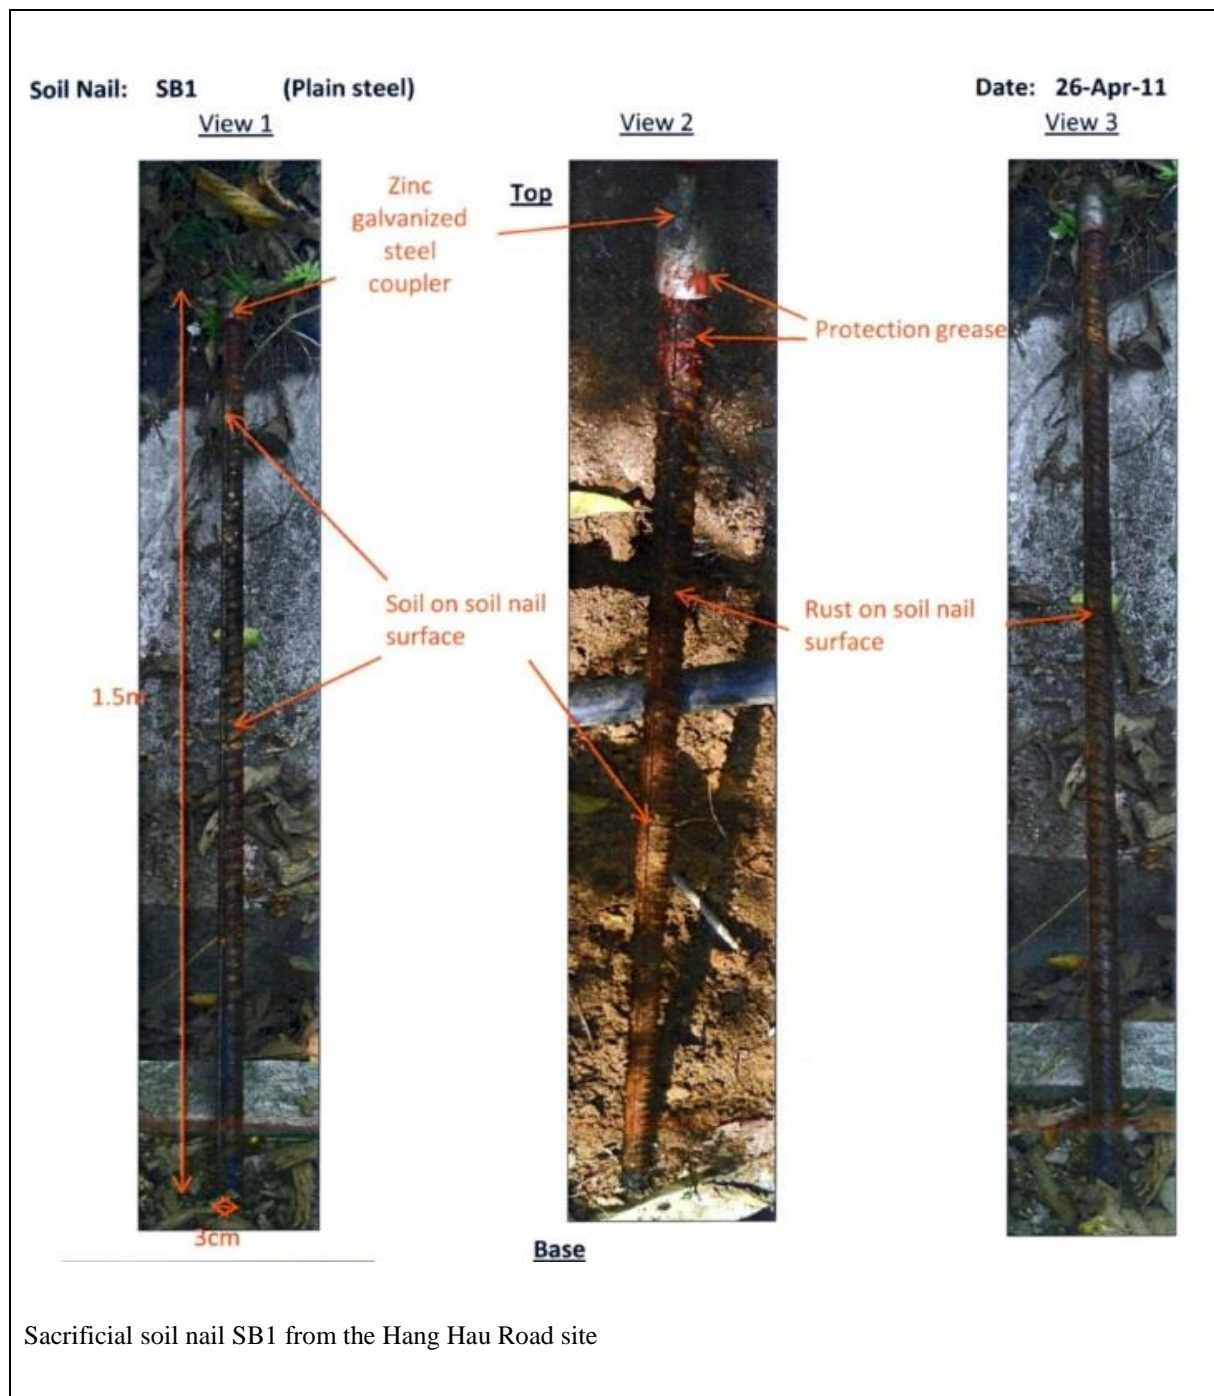 Soil Nail: SB1 (Plain steel) Date: 26-Apr-11
View 1 View 2 View 3
Zinc
galvanized
steel
coupler
Top
Protection grease
Soil on soil nail
surface
Rust on soil nail
surface
1.5m
3cm
Base
Sacrificial soil nail SB1 from the Hang Hau Road site